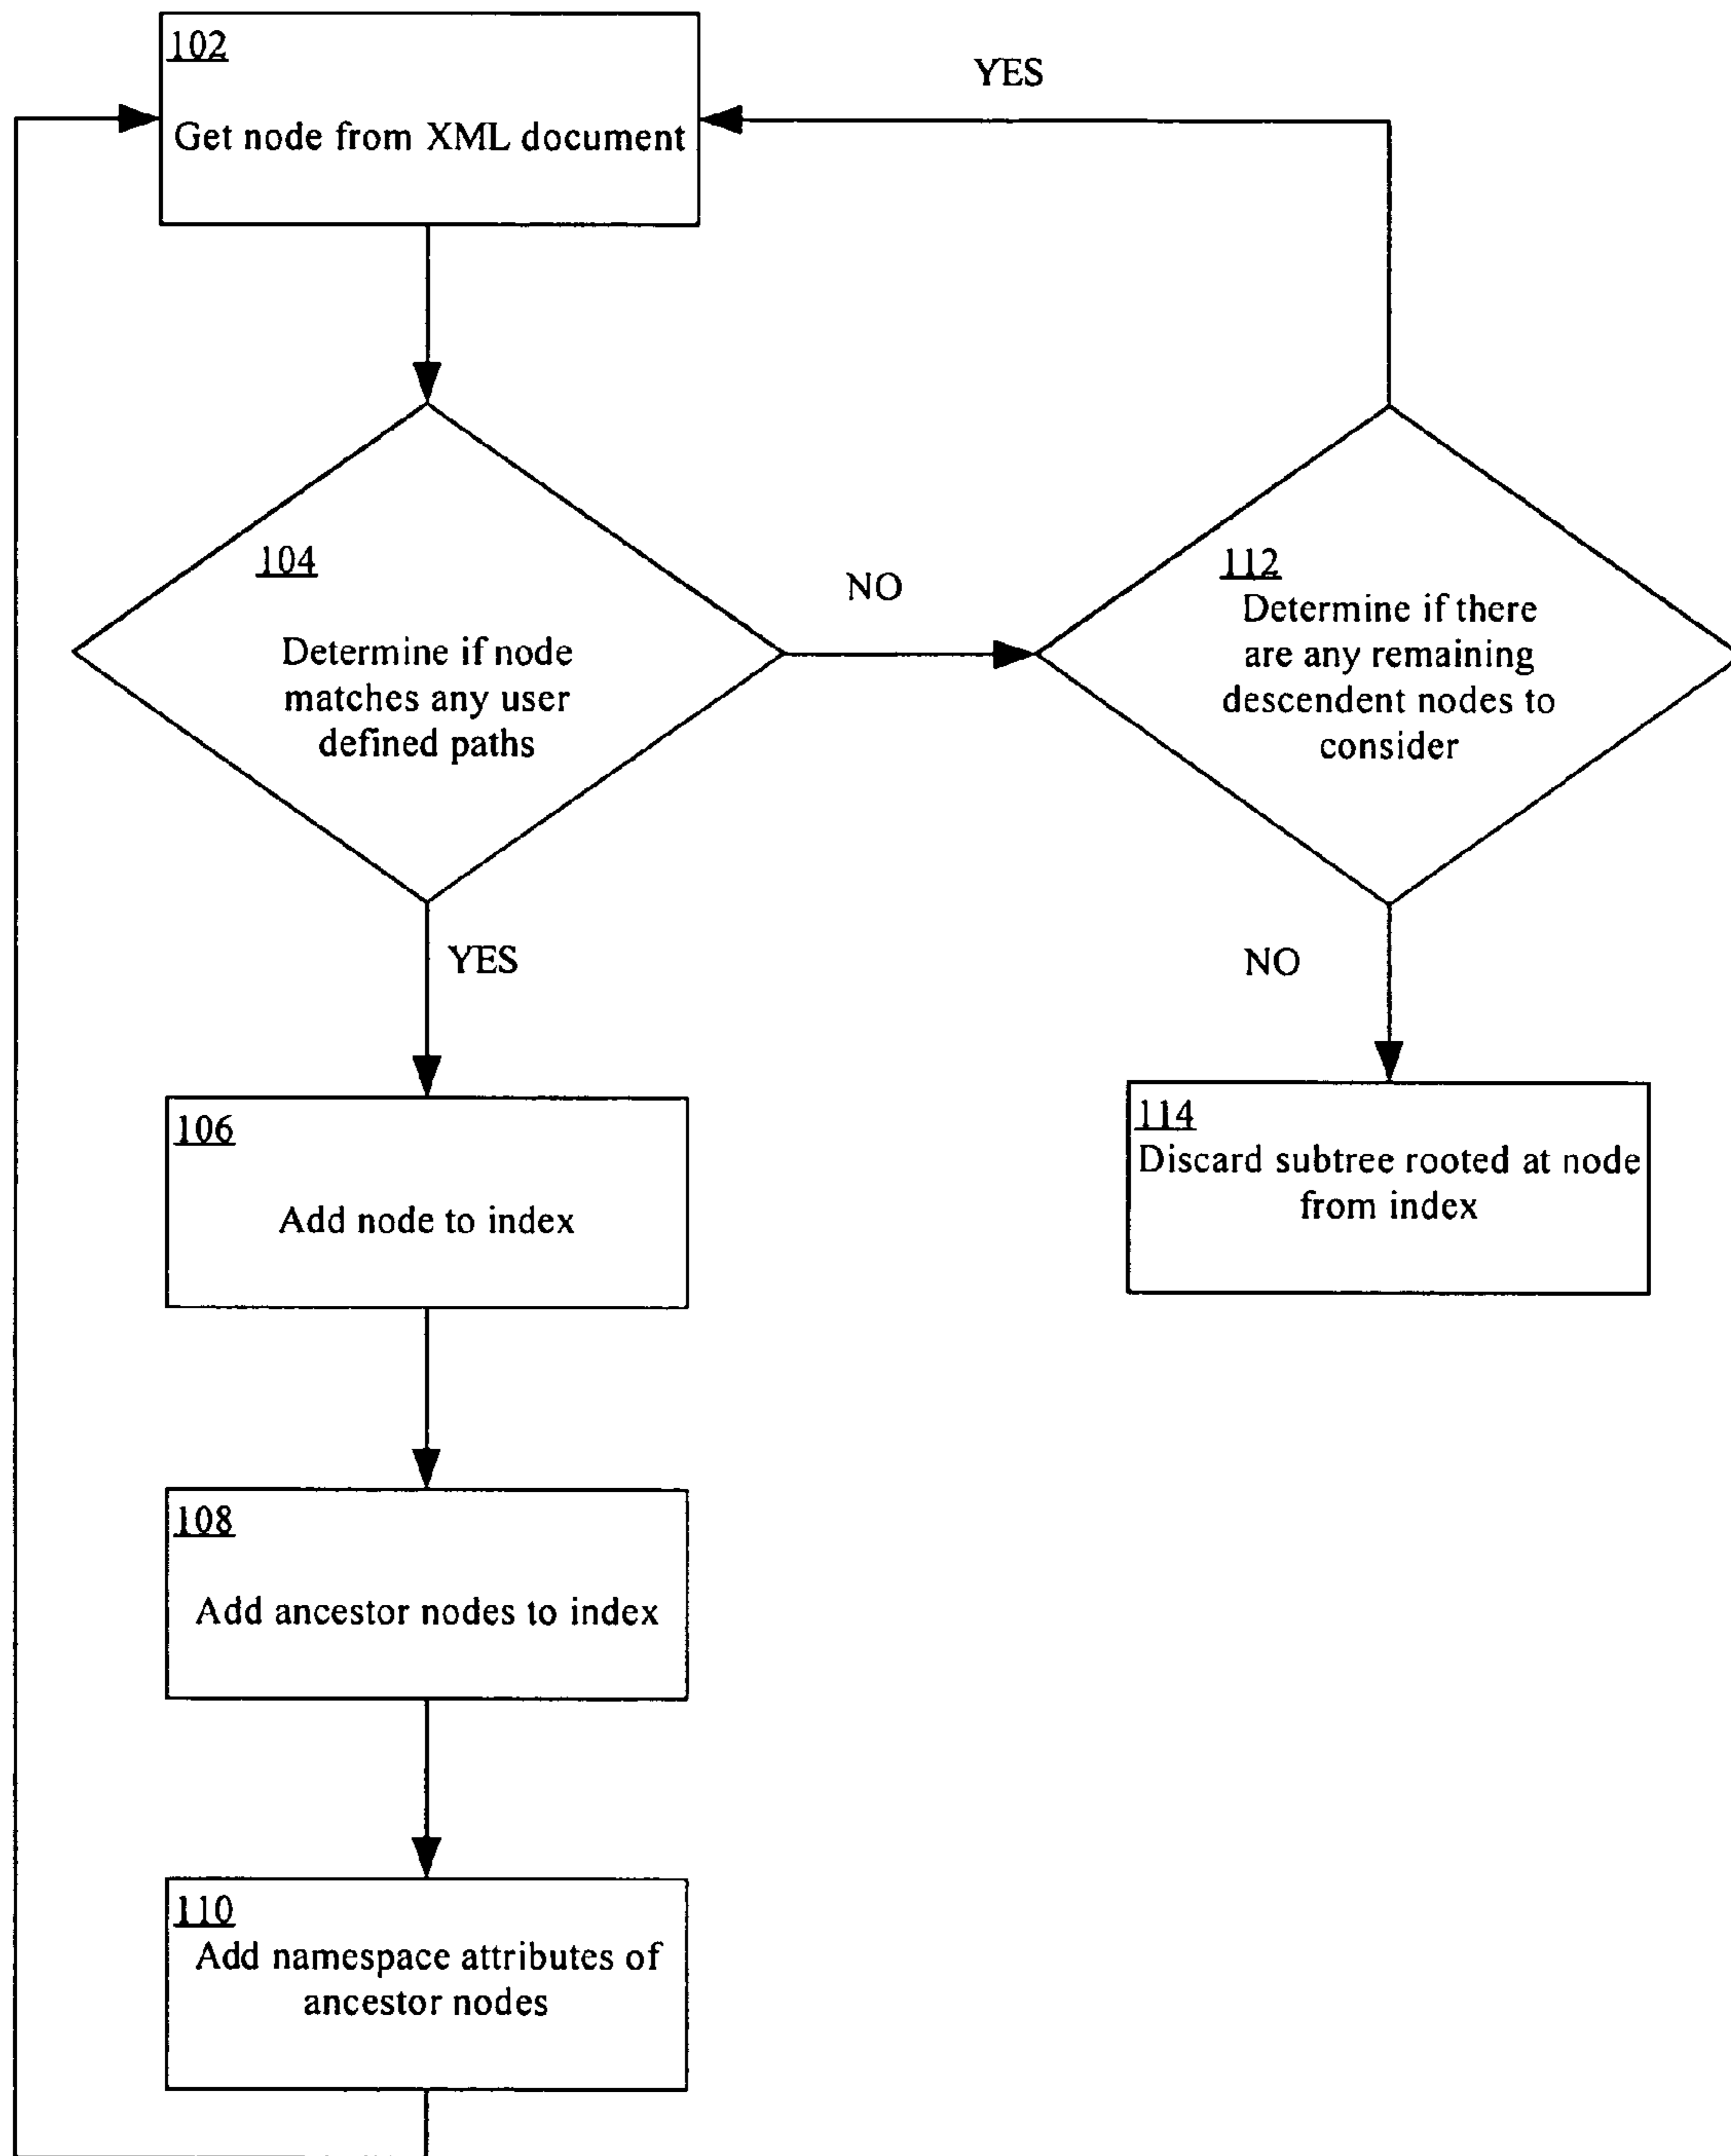 102
Get node from XML document
YES
104
Determine if node
matches any user
defined paths
NO
112
Determine if there
are any remaining
descendent nodes to
consider
YES
NO
106
Add node to index
114
Discard subtree rooted at node
from index
108
Add ancestor nodes to index
110
Add namespace attributes of
ancestor nodes